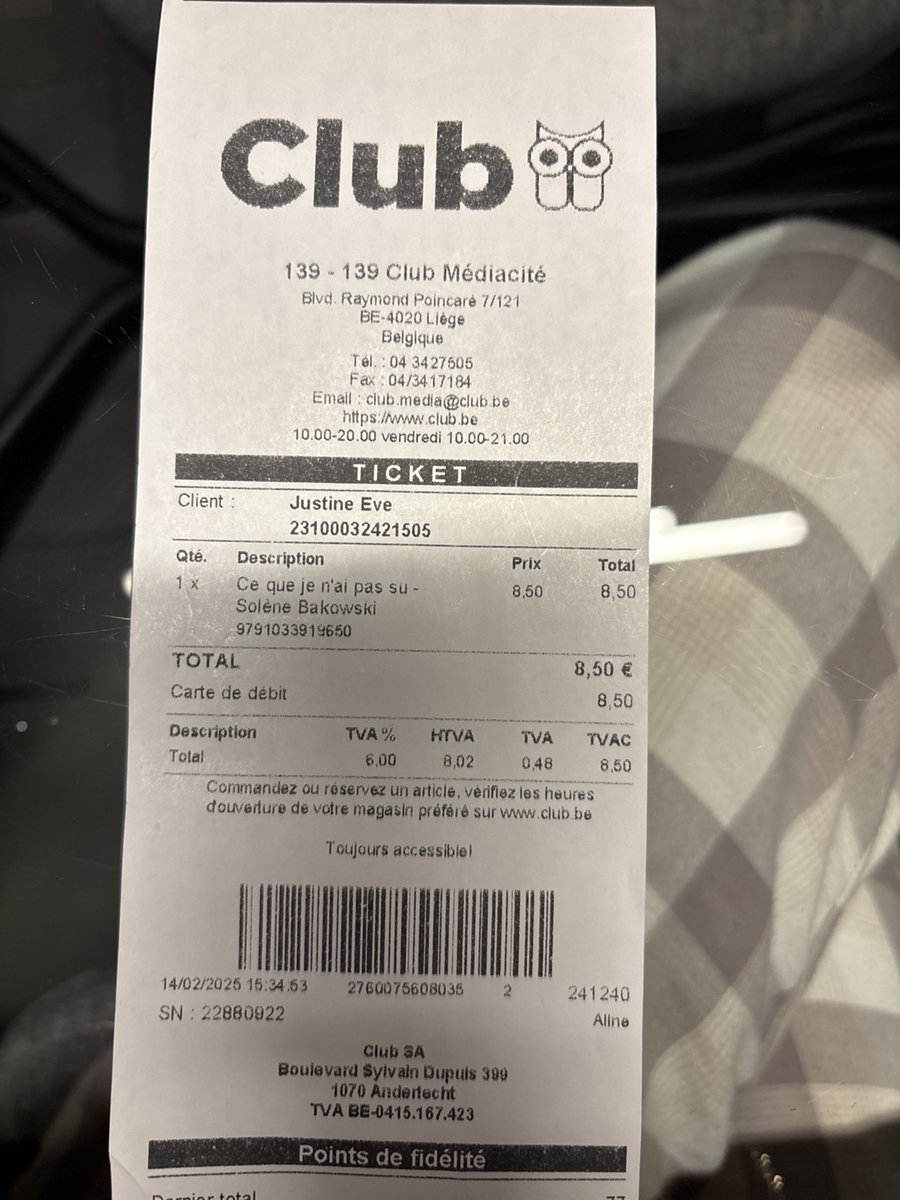 Club
139 - 139 Club Médiacité
Blvd. Raymond Poincaré 7/121
BE-4020 Liège
Belgique
Tél. : 04 3427505
Fax : 04/3417184
Email : club.media@club.be
https://www.club.be
10.00-20.00 vendredi 10.00-21.00
TICKET
Client : Justine Eve
23100032421505
Qté. Description Prix Total
1 x Ce que je n'ai pas su - 8,50 8,50
Solène Bakowski
9791033919650
TOTAL 8,50 €
Carte de débit 8,50
Description TVA % HTVA TVA TVAC
Total 6,00 8,02 0,48 8,50
Commandez ou réservez un article, vérifiez les heures
d'ouverture de votre magasin préféré sur www.club.be
Toujours accessible!
14/02/2025 15:34:53 2760075608035 2 241240
SN : 22880922 Aline
Club SA
Boulevard Sylvain Dupuis 399
1070 Anderlecht
TVA BE-0415.167.423
Points de fidélité
Dernier total 77